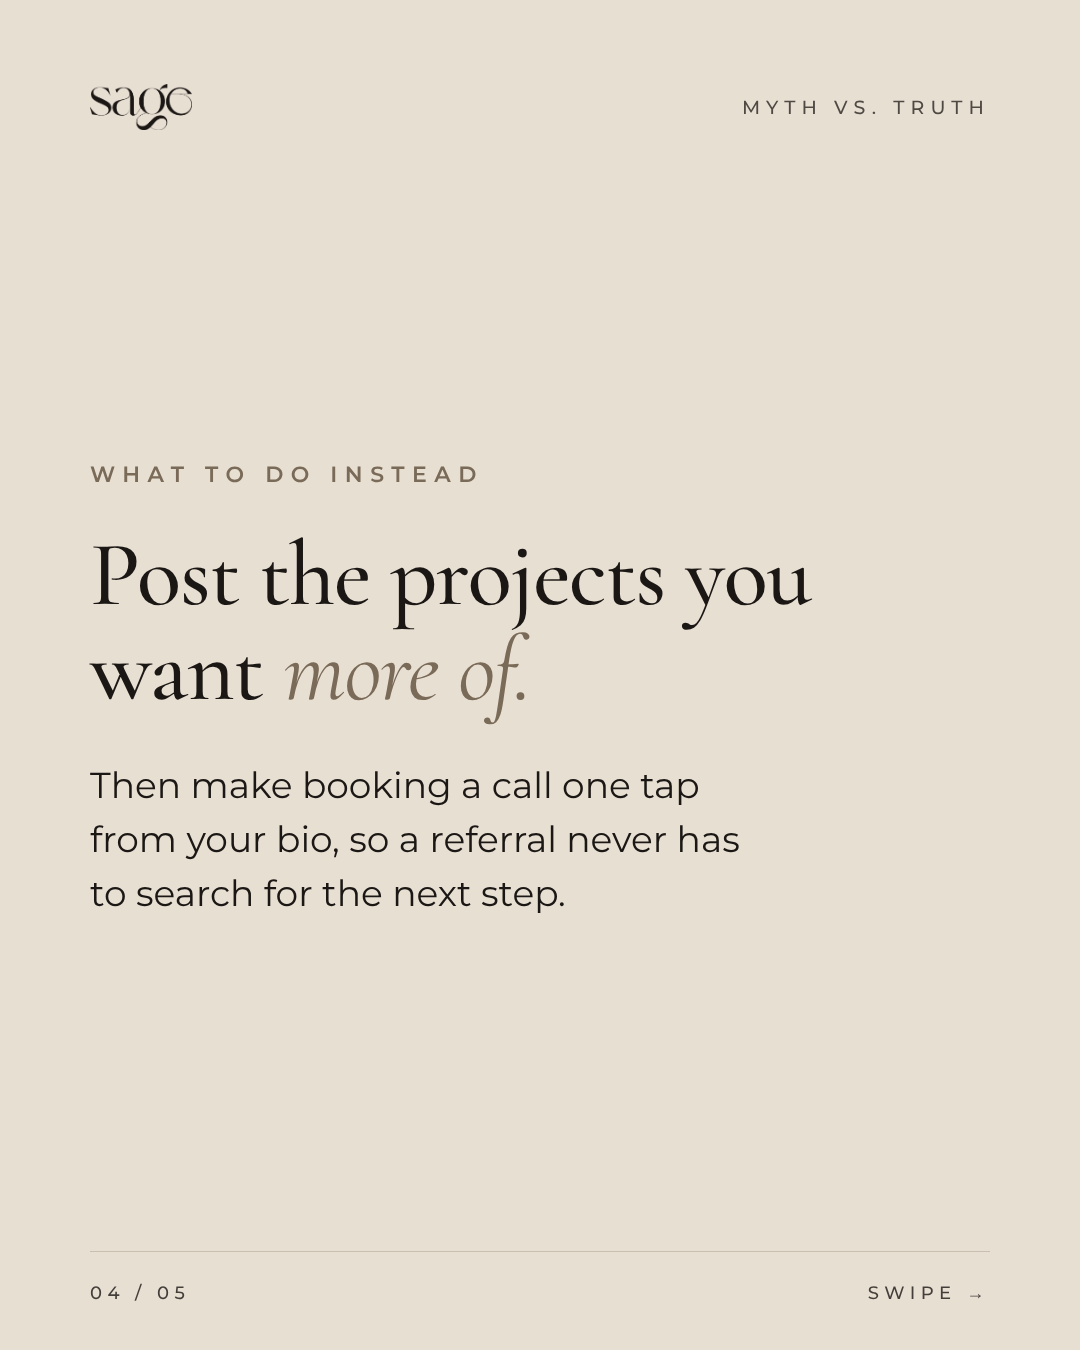 sage
MYTH VS. TRUTH
WHAT TO DO INSTEAD
Post the projects you
want more of.
Then make booking a call one tap
from your bio, so a referral never has
to search for the next step.
04 / 05
SWIPE →